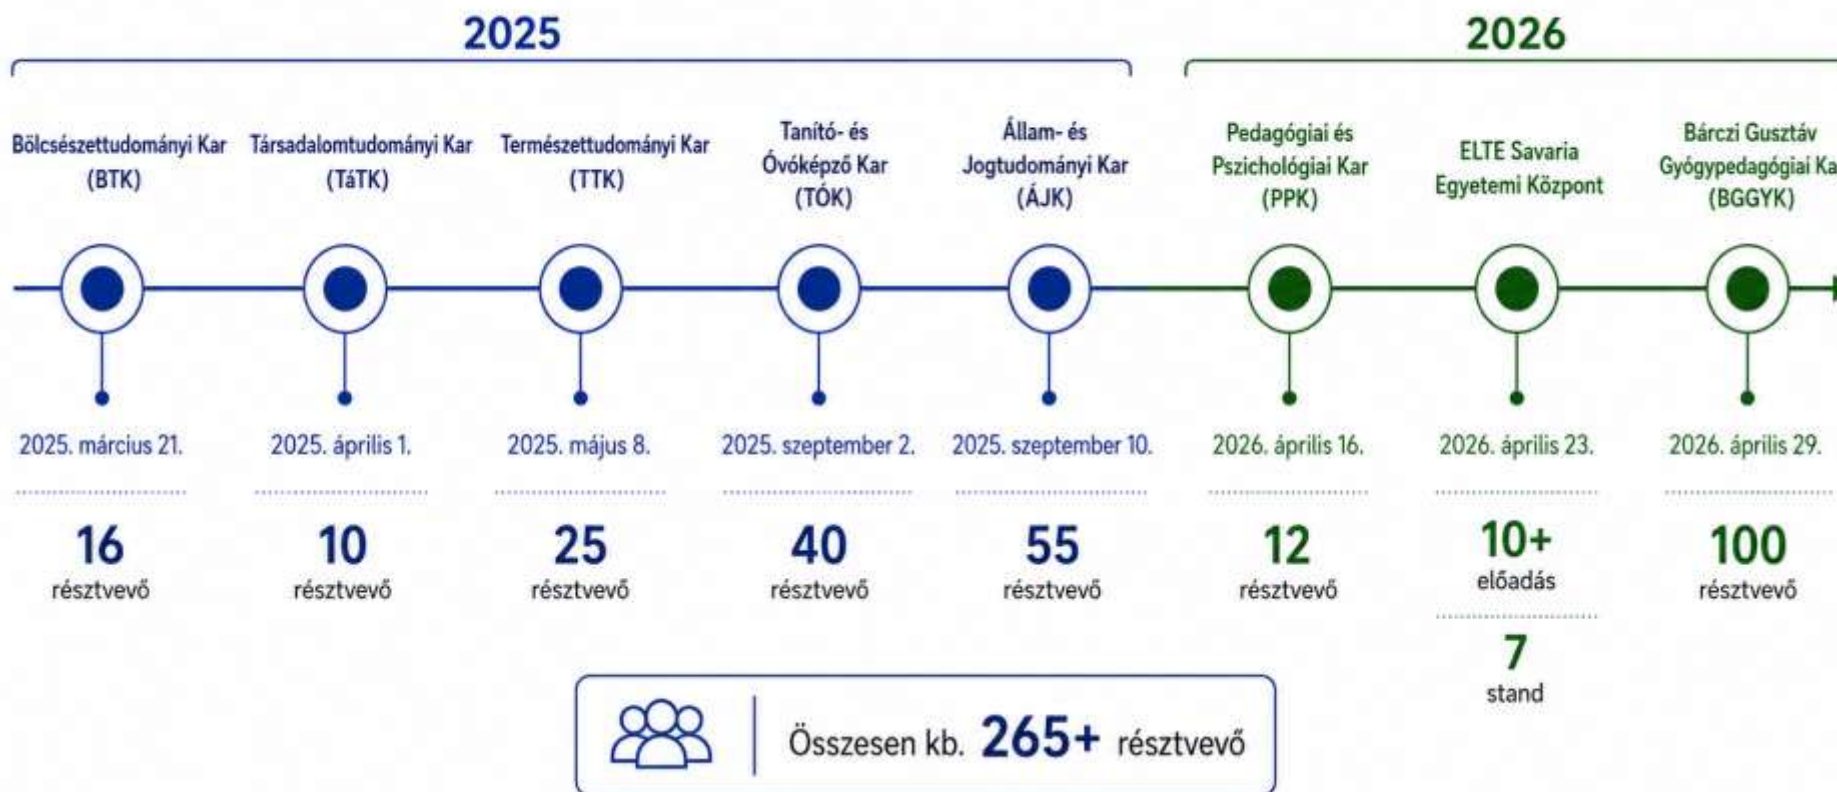 2025
2026
Bölcsészettudományi Kar
(BTK)
Társadalomtudományi Kar
(TáTK)
Természettudományi Kar
(TTK)
Tanító- és
Óvóképző Kar
(TÓK)
Állam- és
Jogtudományi Kar
(ÁJK)
Pedagógiai és
Pszichológiai Kar
(PPK)
ELTE Savaria
Egyetemi Központ
Bárczi Gusztáv
Gyógypedagógiai Ka
(BGGYK)
2025. március 21.
2025. április 1.
2025. május 8.
2025. szeptember 2.
2025. szeptember 10.
2026. április 16.
2026. április 23.
2026. április 29.
16
résztvevő
10
résztvevő
25
résztvevő
40
résztvevő
55
résztvevő
12
résztvevő
10+
előadás
7
stand
100
résztvevő
Összesen kb. 265+ résztvevő